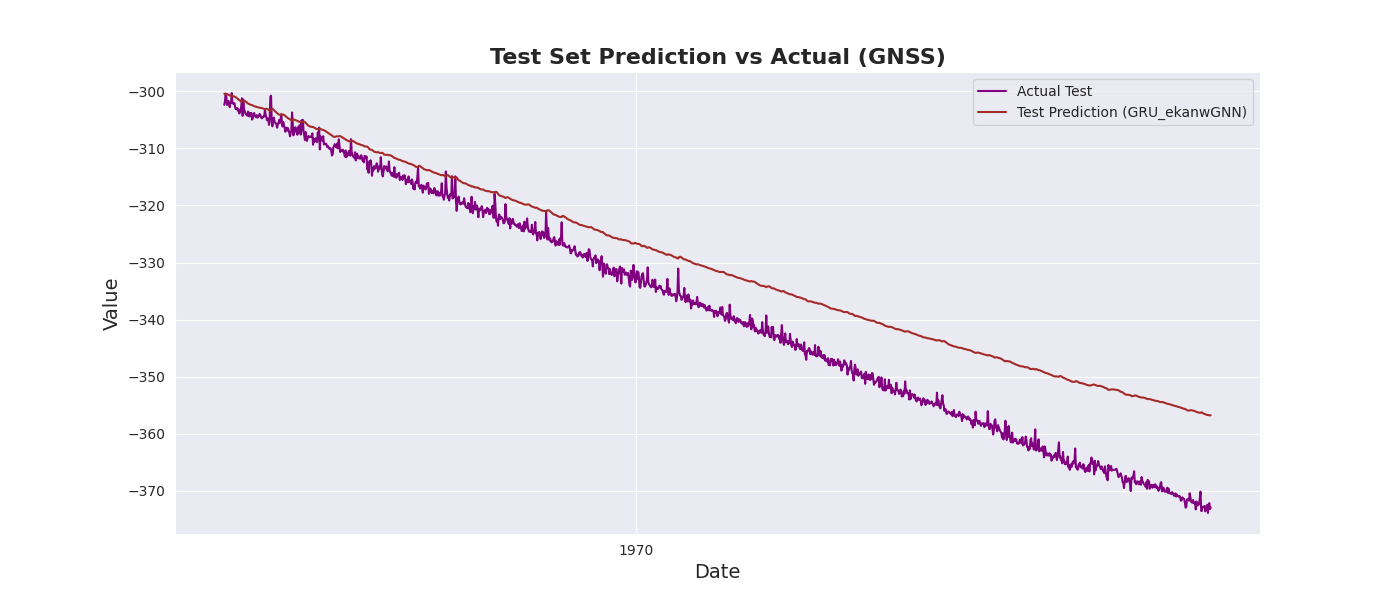 Test Set Prediction vs Actual (GNSS)
Actual Test
Test Prediction (GRU_ekanwGNN)
−300
−310
−320
−330
−340
−350
−360
−370
Value
1970
Date